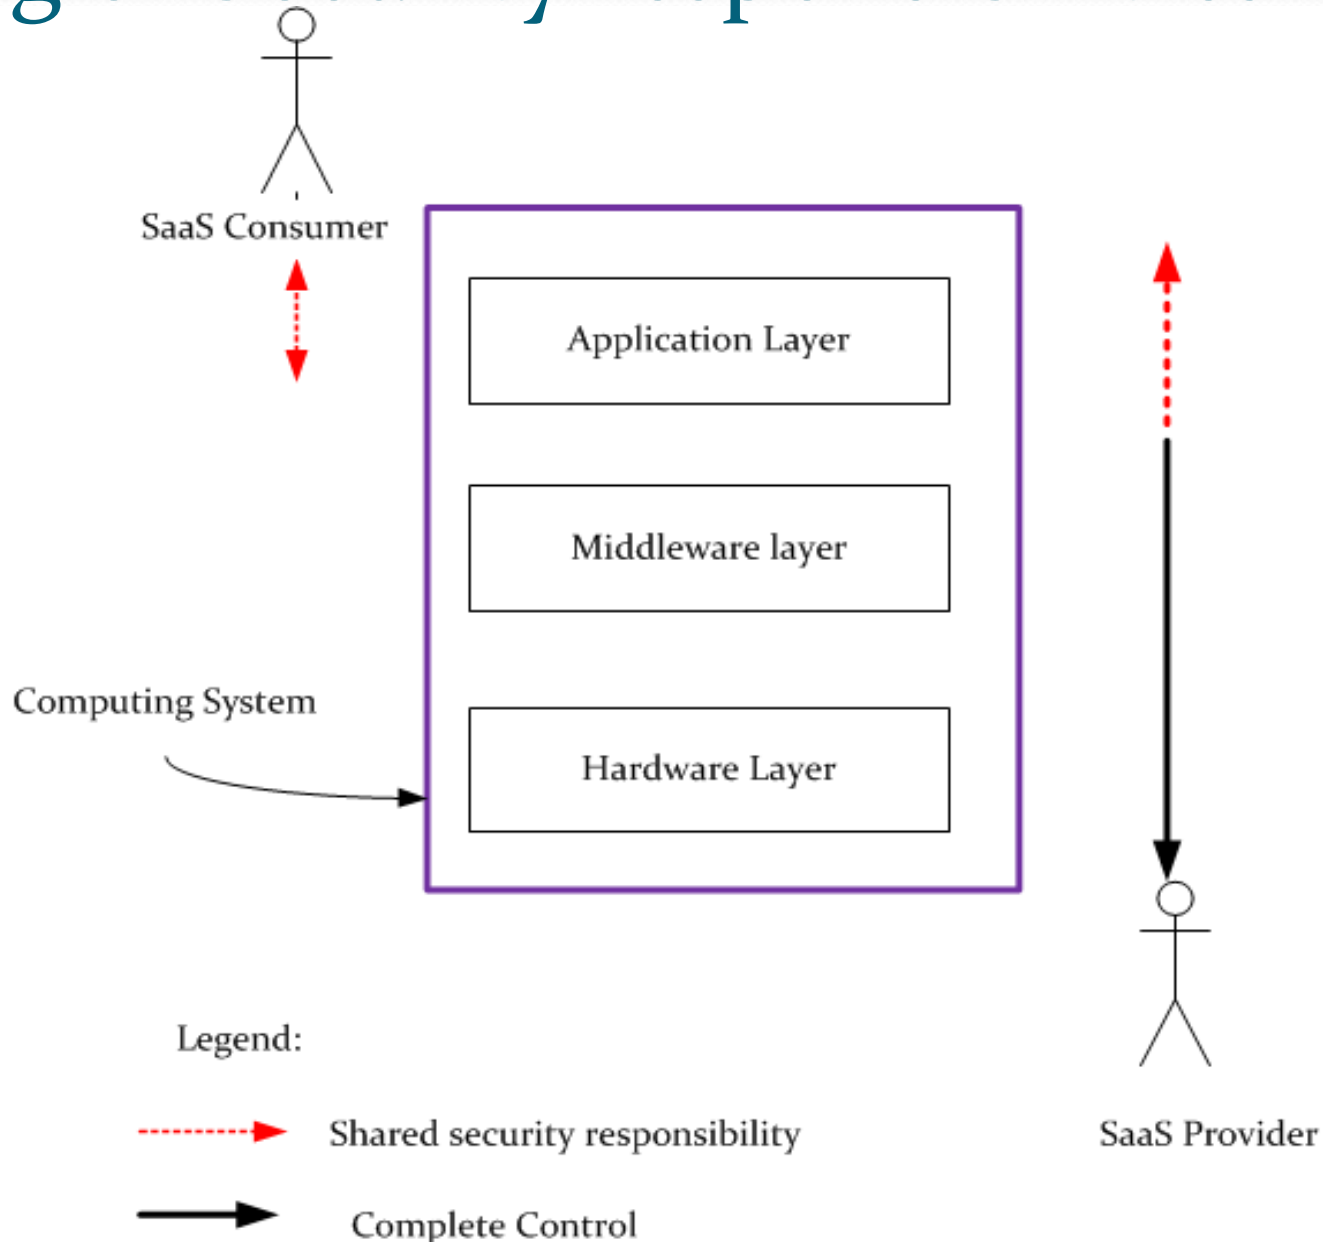 SaaS Consumer
Application Layer
Middleware layer
Computing System
Hardware Layer
Legend:
Shared security responsibility
SaaS Provider
Complete Control